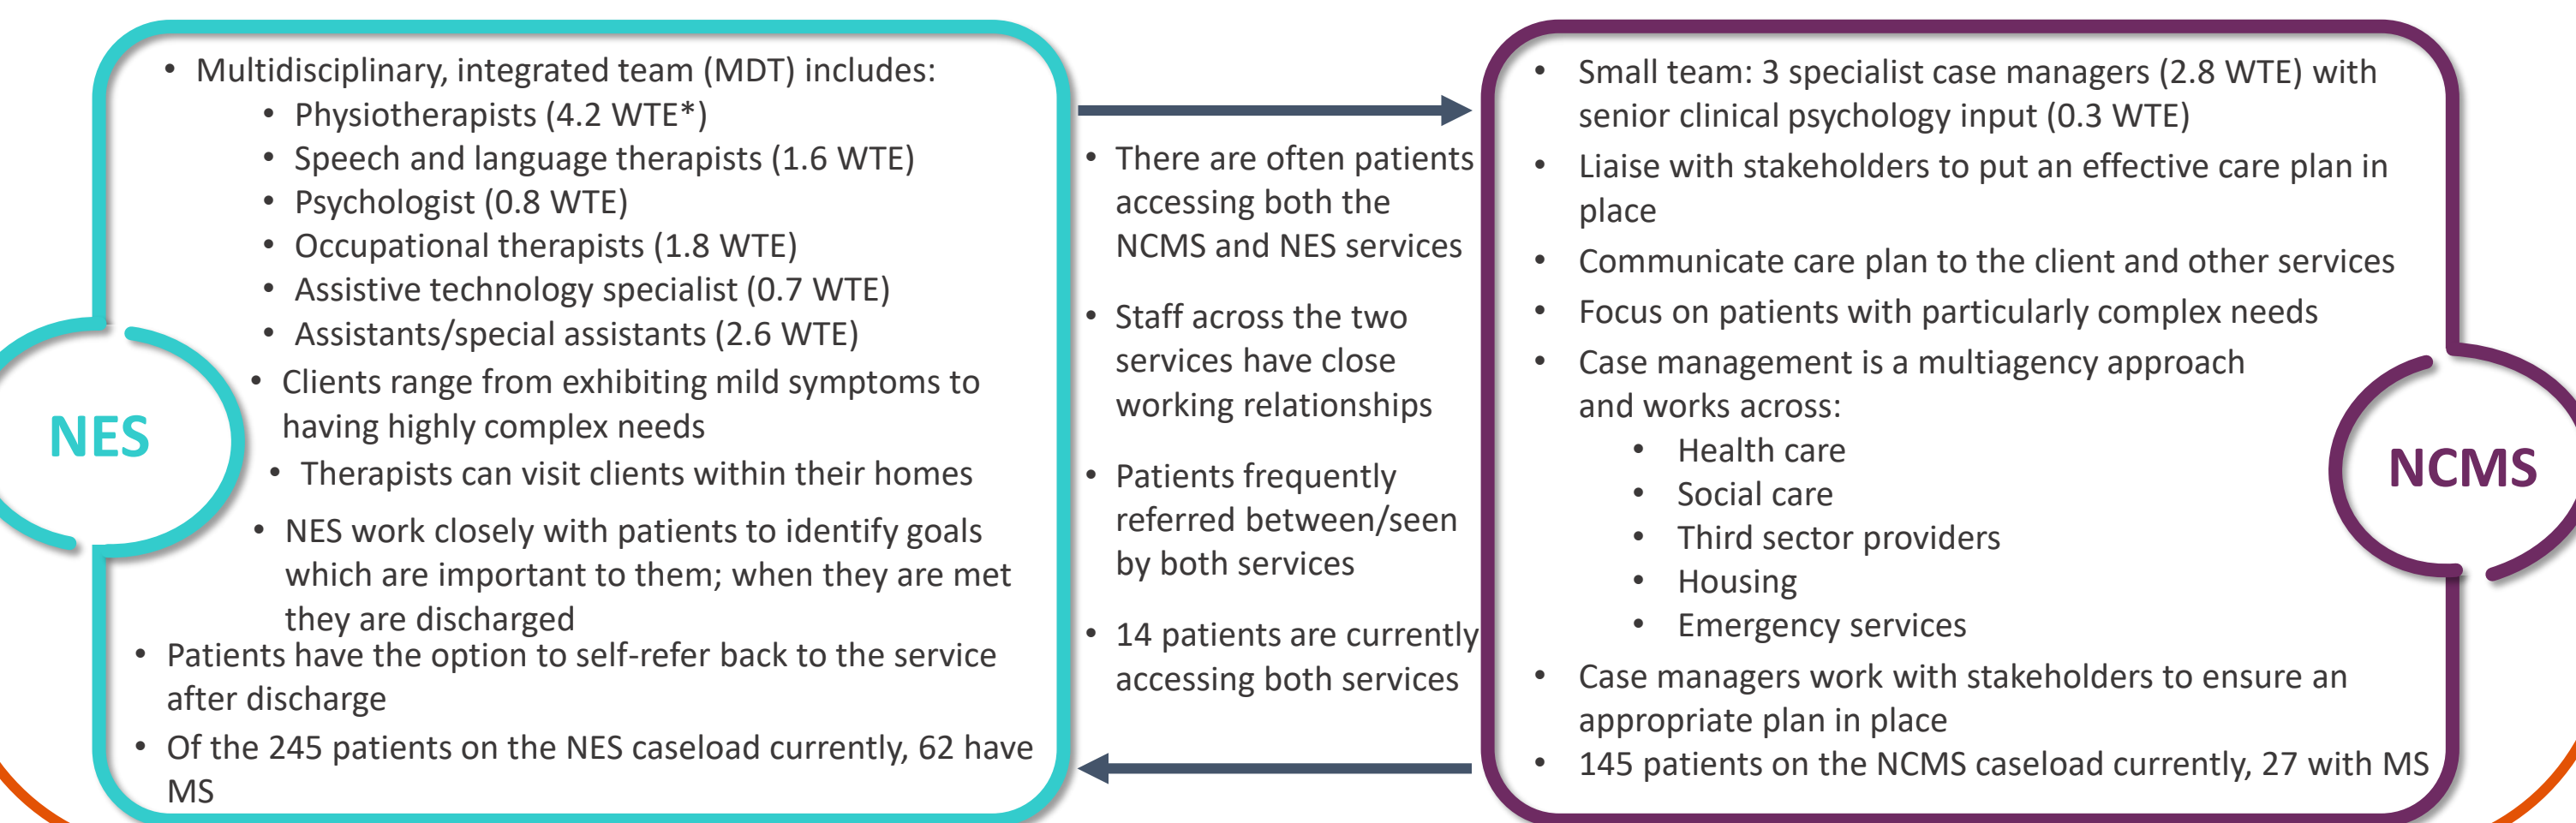 NES
• Multidisciplinary, integrated team (MDT) includes:
• Physiotherapists (4.2 WTE*)
• Speech and language therapists (1.6 WTE)
• Psychologist (0.8 WTE)
• Occupational therapists (1.8 WTE)
• Assistive technology specialist (0.7 WTE)
• Assistants/special assistants (2.6 WTE)
• Clients range from exhibiting mild symptoms to
having highly complex needs
• Therapists can visit clients within their homes
• NES work closely with patients to identify goals
which are important to them; when they are met
they are discharged
• Patients have the option to self-refer back to the service
after discharge
• Of the 245 patients on the NES caseload currently, 62 have
MS
• There are often patients
accessing both the
NCMS and NES services
• Staff across the two
services have close
working relationships
• Patients frequently
referred between/seen
by both services
• 14 patients are currently
accessing both services
• Small team: 3 specialist case managers (2.8 WTE) with
senior clinical psychology input (0.3 WTE)
• Liaise with stakeholders to put an effective care plan in
place
• Communicate care plan to the client and other services
• Focus on patients with particularly complex needs
• Case management is a multiagency approach
and works across:
• Health care
• Social care
• Third sector providers
• Housing
• Emergency services
• Case managers work with stakeholders to ensure an
appropriate plan in place
• 145 patients on the NCMS caseload currently, 27 with MS
NCMS